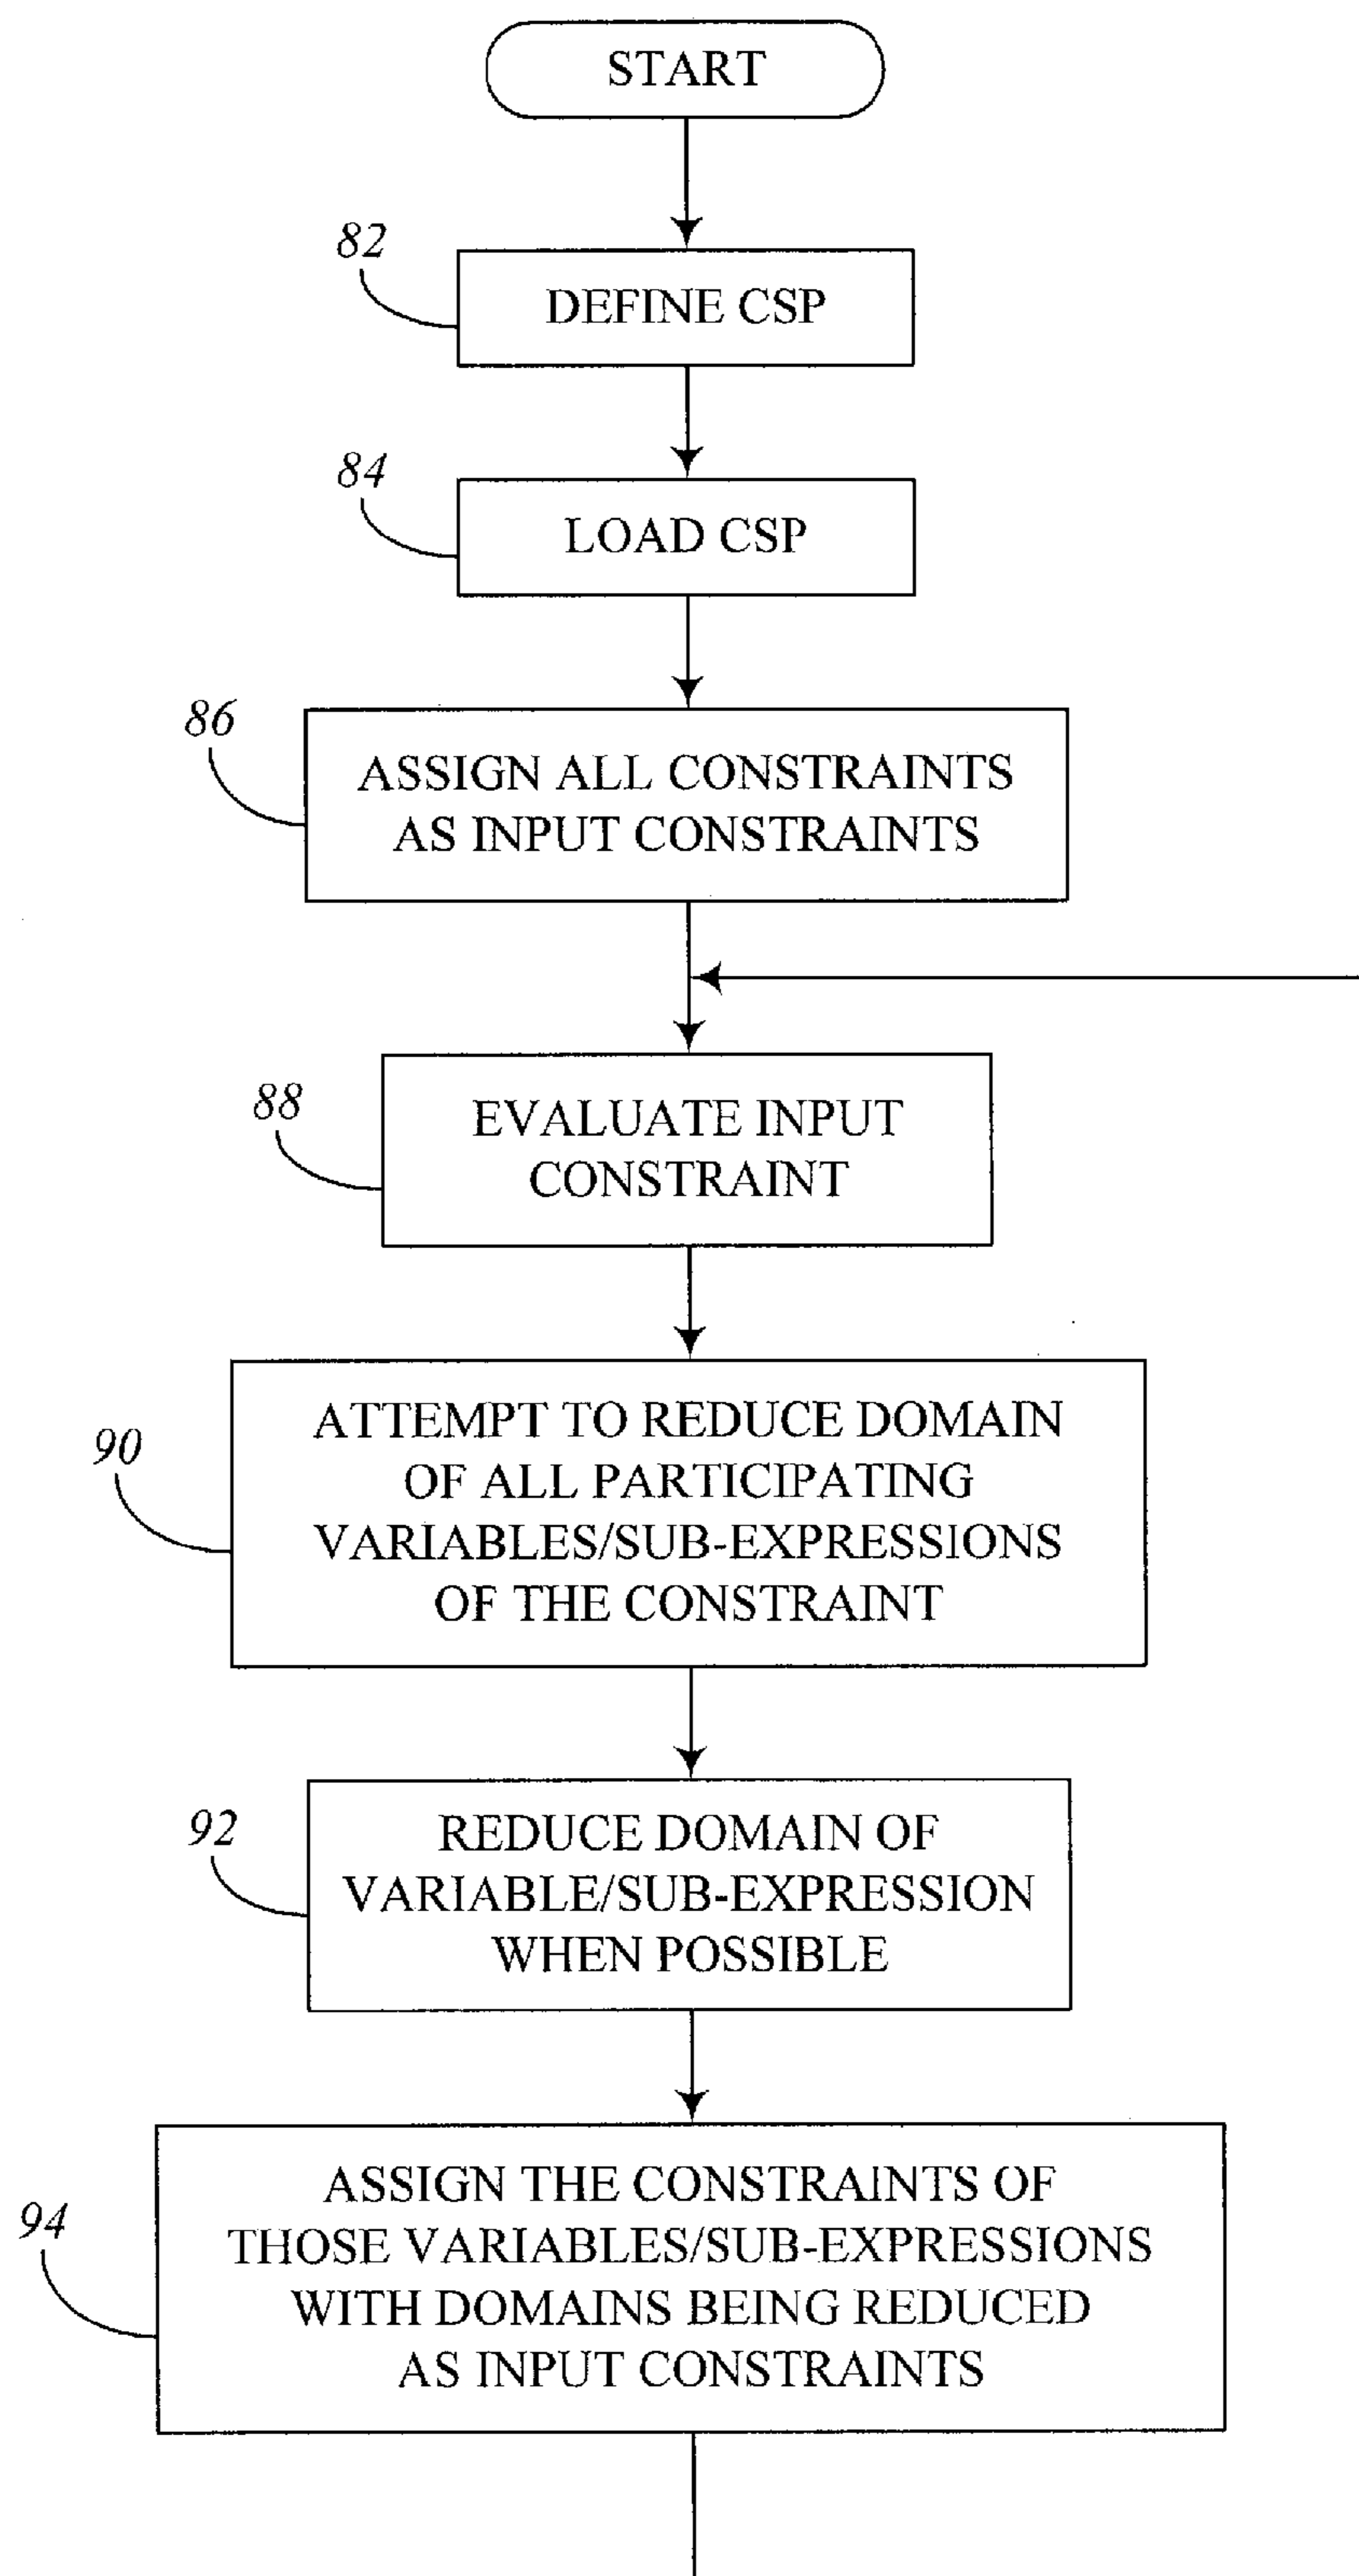 START
82
DEFINE CSP
84
LOAD CSP
86
ASSIGN ALL CONSTRAINTS
AS INPUT CONSTRAINTS
88
EVALUATE INPUT
CONSTRAINT
90
ATTEMPT TO REDUCE DOMAIN
OF ALL PARTICIPATING
VARIABLES/SUB-EXPRESSIONS
OF THE CONSTRAINT
92
REDUCE DOMAIN OF
VARIABLE/SUB-EXPRESSION
WHEN POSSIBLE
94
ASSIGN THE CONSTRAINTS OF
THOSE VARIABLES/SUB-EXPRESSIONS
WITH DOMAINS BEING REDUCED
AS INPUT CONSTRAINTS